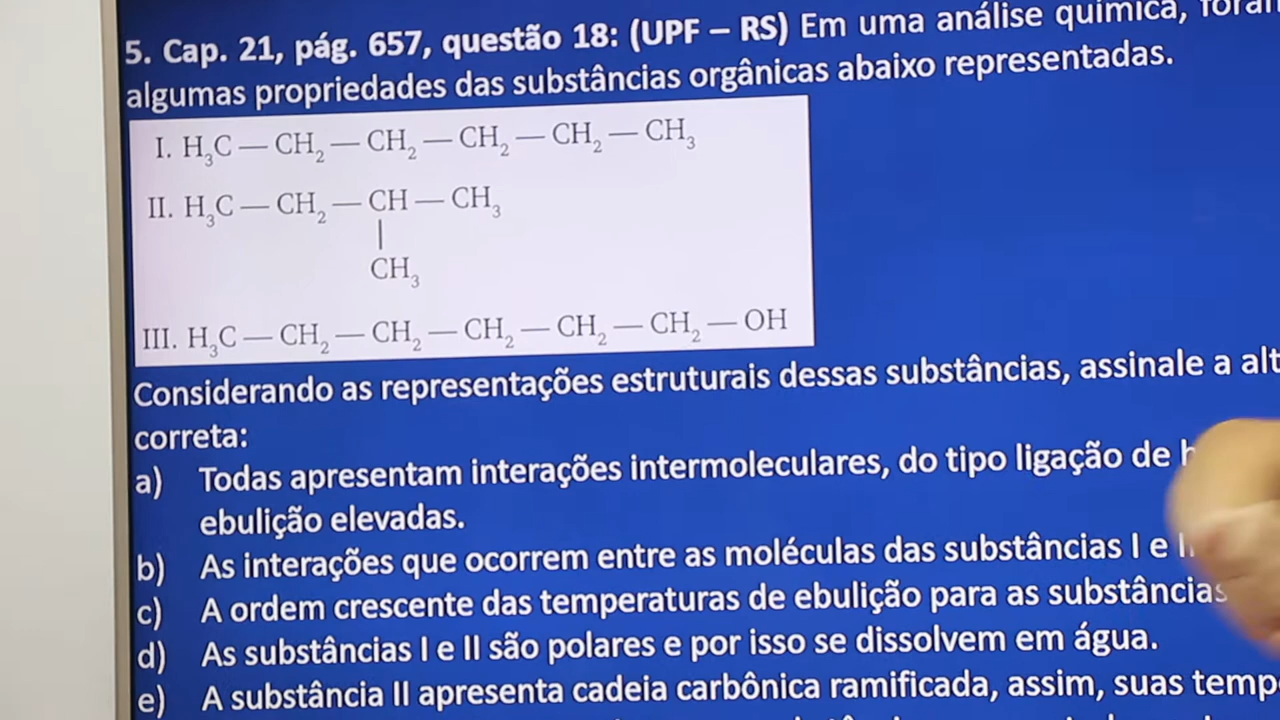 5. Cap. 21, pág. 657, questão 18: (UPF – RS) Em uma análise química,
algumas propriedades das substâncias orgânicas abaixo representadas.
I. H₃C — CH₂ — CH₂ — CH₂ — CH₂ — CH₃
II. H₃C — CH₂ — CH — CH₃
|
CH₃
III. H₃C — CH₂ — CH₂ — CH₂ — CH₂ — CH₂ — OH
Considerando as representações estruturais dessas substâncias, assinale a
correta:
a) Todas apresentam interações intermoleculares, do tipo ligação de
ebulição elevadas.
b) As interações que ocorrem entre as moléculas das substâncias I e
c) A ordem crescente das temperaturas de ebulição para as substâncias
d) As substâncias I e II são polares e por isso se dissolvem em água.
e) A substância II apresenta cadeia carbônica ramificada, assim, suas